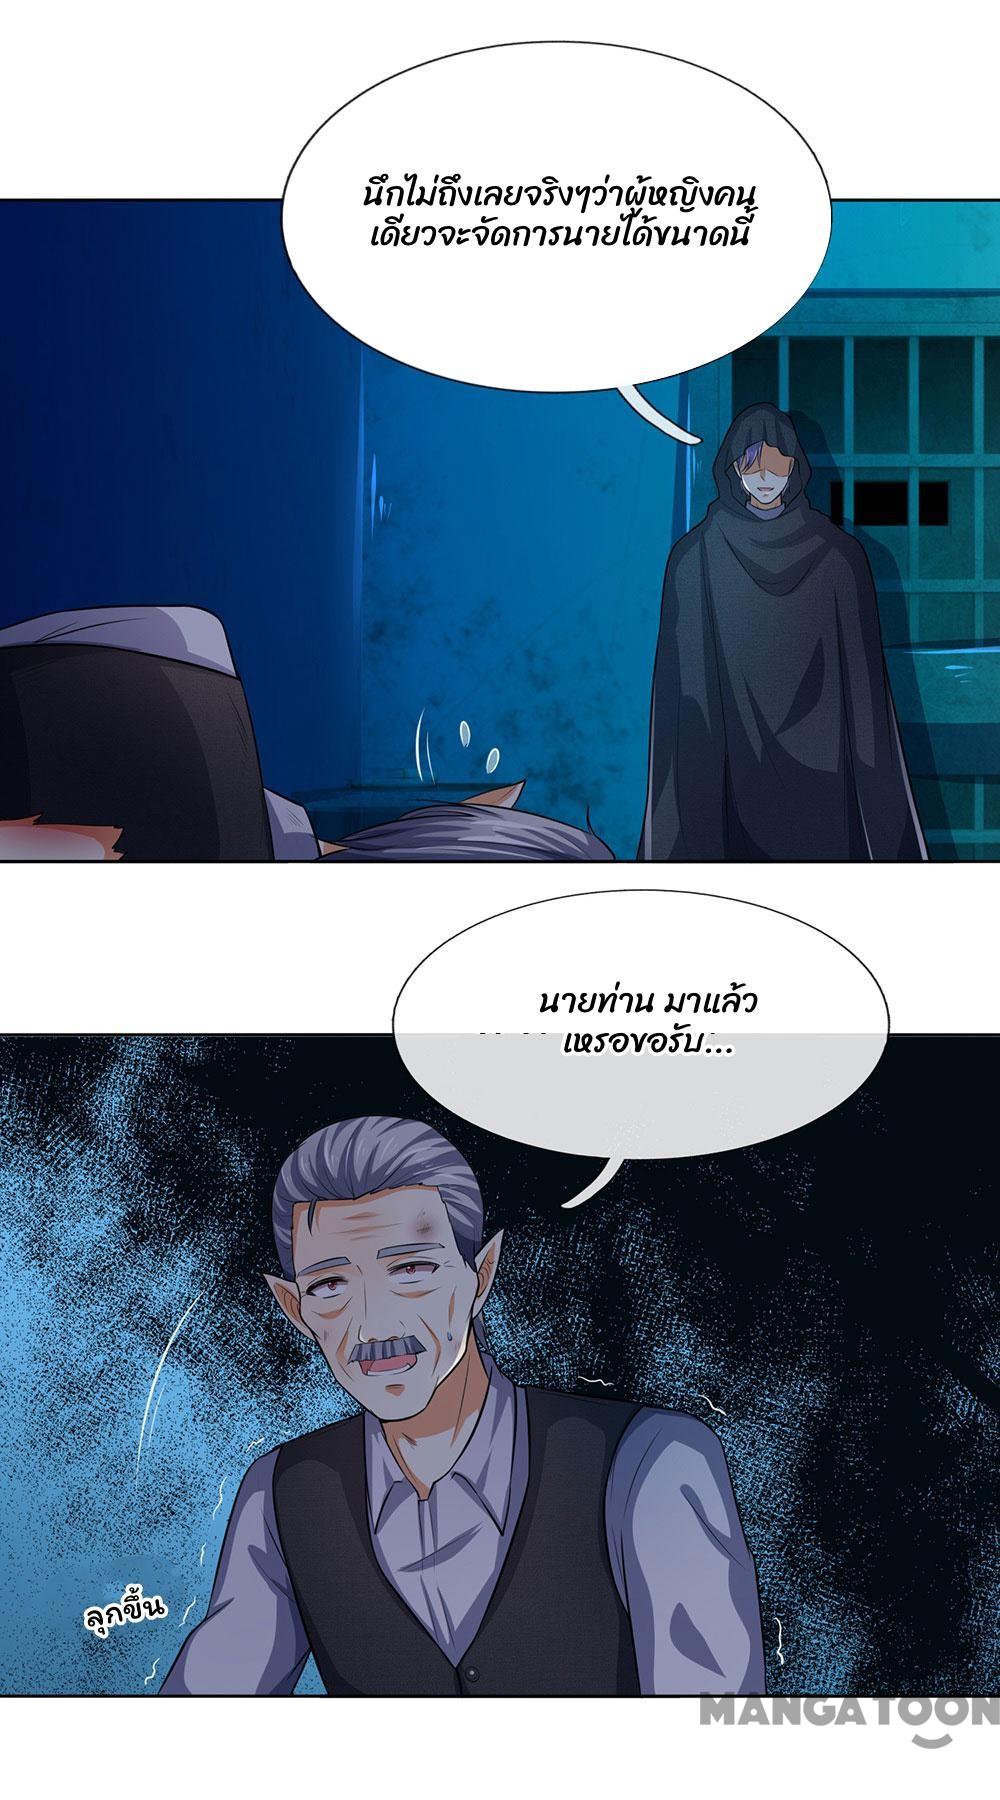 นึกไม่ถึงเลยจริงๆว่าผู้หญิงคน
เดียวจะจัดการนายได้ขนาดนี้
นายท่าน มาแล้ว
เหรอขอรับ...
ลุกขึ้น
MANGATOON